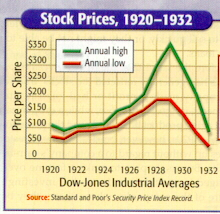 Stock Prices, 1920–1932
Price per Share
$350
$300
$250
$200
$150
$100
$50
0
Annual high
Annual low
1920 1922 1924 1926 1928 1930 1932
Dow-Jones Industrial Averages
Source: Standard and Poor's Security Price Index Record.